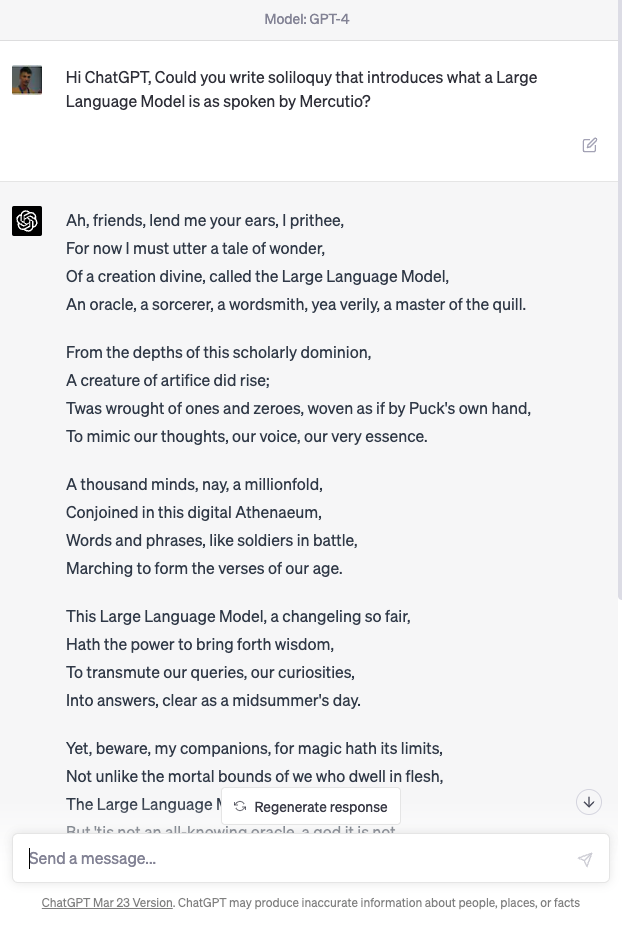 Model: GPT-4
Hi ChatGPT, Could you write soliloquy that introduces what a Large
Language Model is as spoken by Mercutio?
Ah, friends, lend me your ears, I prithee,
For now I must utter a tale of wonder,
Of a creation divine, called the Large Language Model,
An oracle, a sorcerer, a wordsmith, yea verily, a master of the quill.
From the depths of this scholarly dominion,
A creature of artifice did rise;
Twas wrought of ones and zeroes, woven as if by Puck's own hand,
To mimic our thoughts, our voice, our very essence.
A thousand minds, nay, a millionfold,
Conjoined in this digital Athenaeum,
Words and phrases, like soldiers in battle,
Marching to form the verses of our age.
This Large Language Model, a changeling so fair,
Hath the power to bring forth wisdom,
To transmute our queries, our curiosities,
Into answers, clear as a midsummer's day.
Yet, beware, my companions, for magic hath its limits,
Not unlike the mortal bounds of we who dwell in flesh,
The Large Language
Regenerate response
But 'tis not an all-knowing oracle, a god it is not
Send a message...
ChatGPT Mar 23 Version. ChatGPT may produce inaccurate information about people, places, or facts